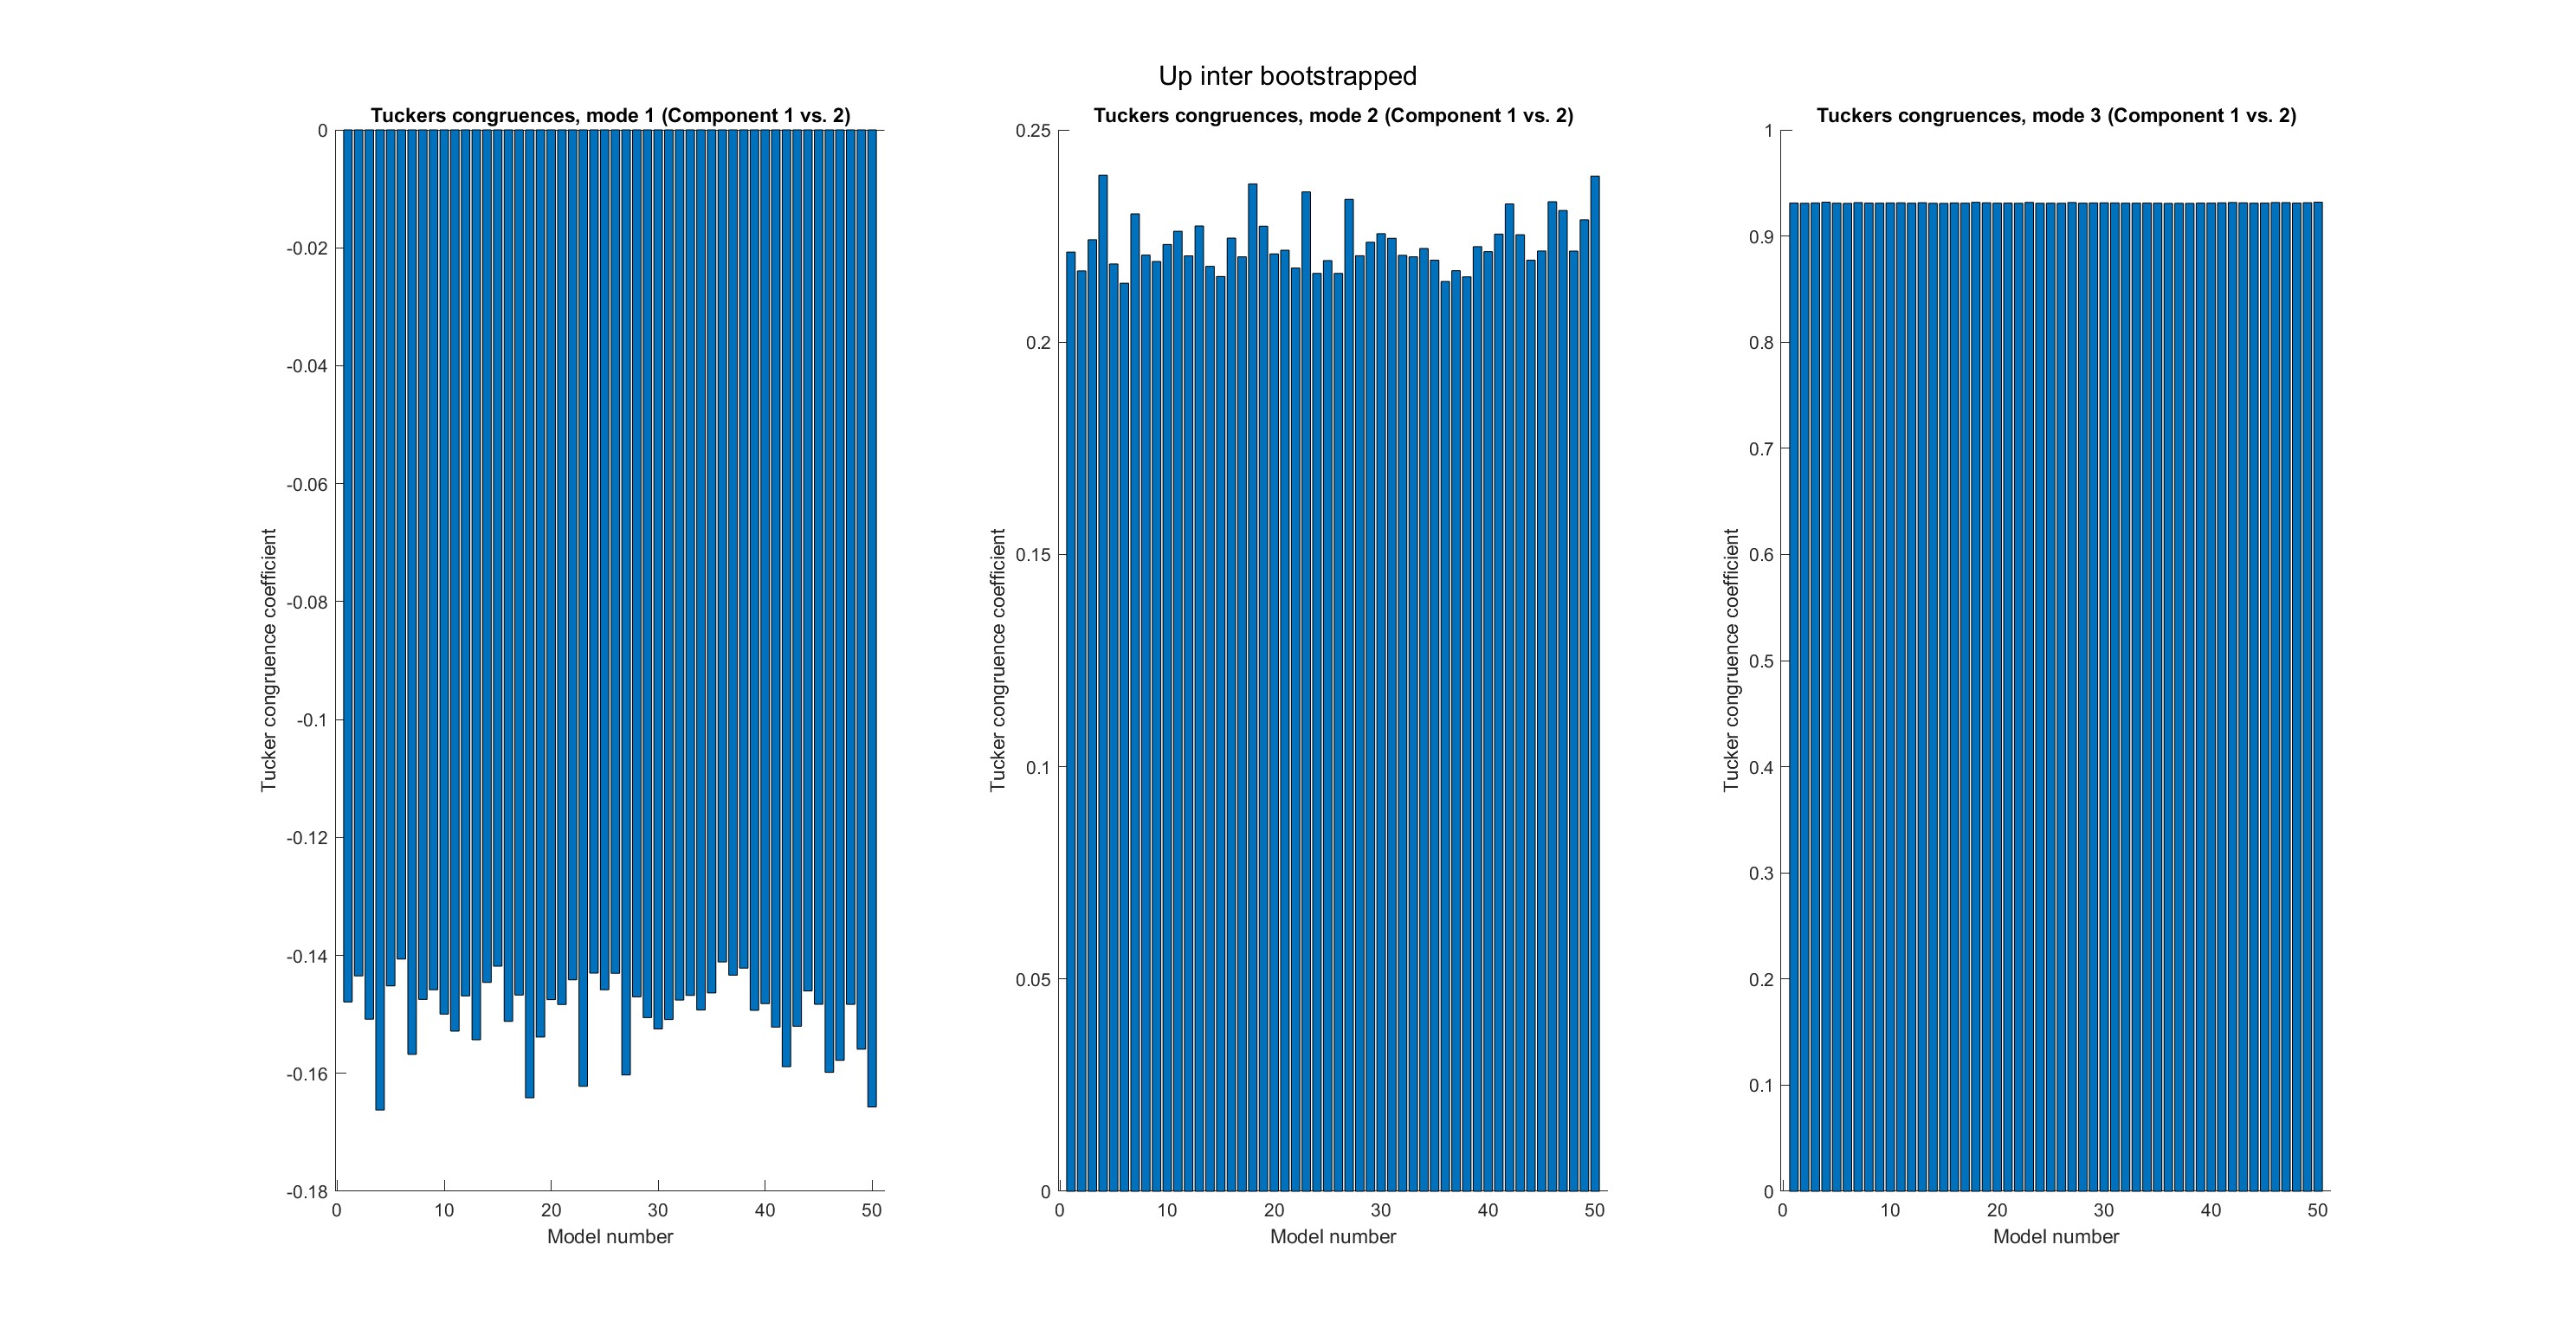 Up inter bootstrapped
Tuckers congruences, mode 1 (Component 1 vs. 2)
0
-0.02
-0.04
-0.06
-0.08
-0.1
-0.12
-0.14
-0.16
-0.18
Tucker congruence coefficient
0 10 20 30 40 50
Model number
Tuckers congruences, mode 2 (Component 1 vs. 2)
0.25
0.2
0.15
0.1
0.05
0
Tucker congruence coefficient
0 10 20 30 40 50
Model number
Tuckers congruences, mode 3 (Component 1 vs. 2)
1
0.9
0.8
0.7
0.6
0.5
0.4
0.3
0.2
0.1
0
Tucker congruence coefficient
0 10 20 30 40 50
Model number